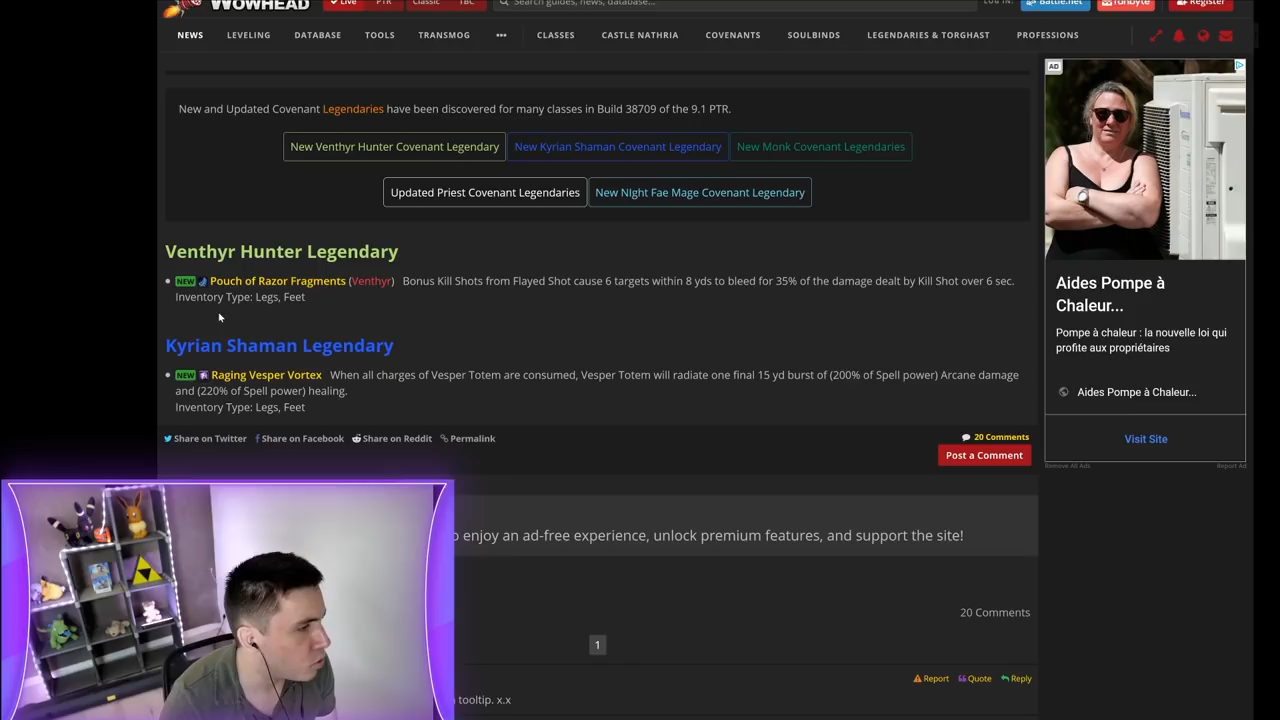 WOWHEAD
Live PTR Classic TBC
Search guides, news, database...
LOG IN: Battle.net Register
NEWS LEVELING DATABASE TOOLS TRANSMOG ••• CLASSES CASTLE NATHRIA COVENANTS SOULBINDS LEGENDARIES & TORGHAST PROFESSIONS
New and Updated Covenant Legendaries have been discovered for many classes in Build 38709 of the 9.1 PTR.
New Venthyr Hunter Covenant Legendary New Kyrian Shaman Covenant Legendary New Monk Covenant Legendaries
Updated Priest Covenant Legendaries New NIght Fae Mage Covenant Legendary
Venthyr Hunter Legendary
NEW Pouch of Razor Fragments (Venthyr) Bonus Kill Shots from Flayed Shot cause 6 targets within 8 yds to bleed for 35% of the damage dealt by Kill Shot over 6 sec.
Inventory Type: Legs, Feet
Kyrian Shaman Legendary
NEW Raging Vesper Vortex When all charges of Vesper Totem are consumed, Vesper Totem will radiate one final 15 yd burst of (200% of Spell power) Arcane damage
and (220% of Spell power) healing.
Inventory Type: Legs, Feet
Share on Twitter Share on Facebook Share on Reddit Permalink
20 Comments
Post a Comment
o enjoy an ad-free experience, unlock premium features, and support the site!
20 Comments
1
Report Quote Reply
tooltip. x.x
AD
Aides Pompe à
Chaleur...
Pompe à chaleur : la nouvelle loi qui
profite aux propriétaires
Aides Pompe à Chaleur...
Visit Site
Remove All Ads Report Ad